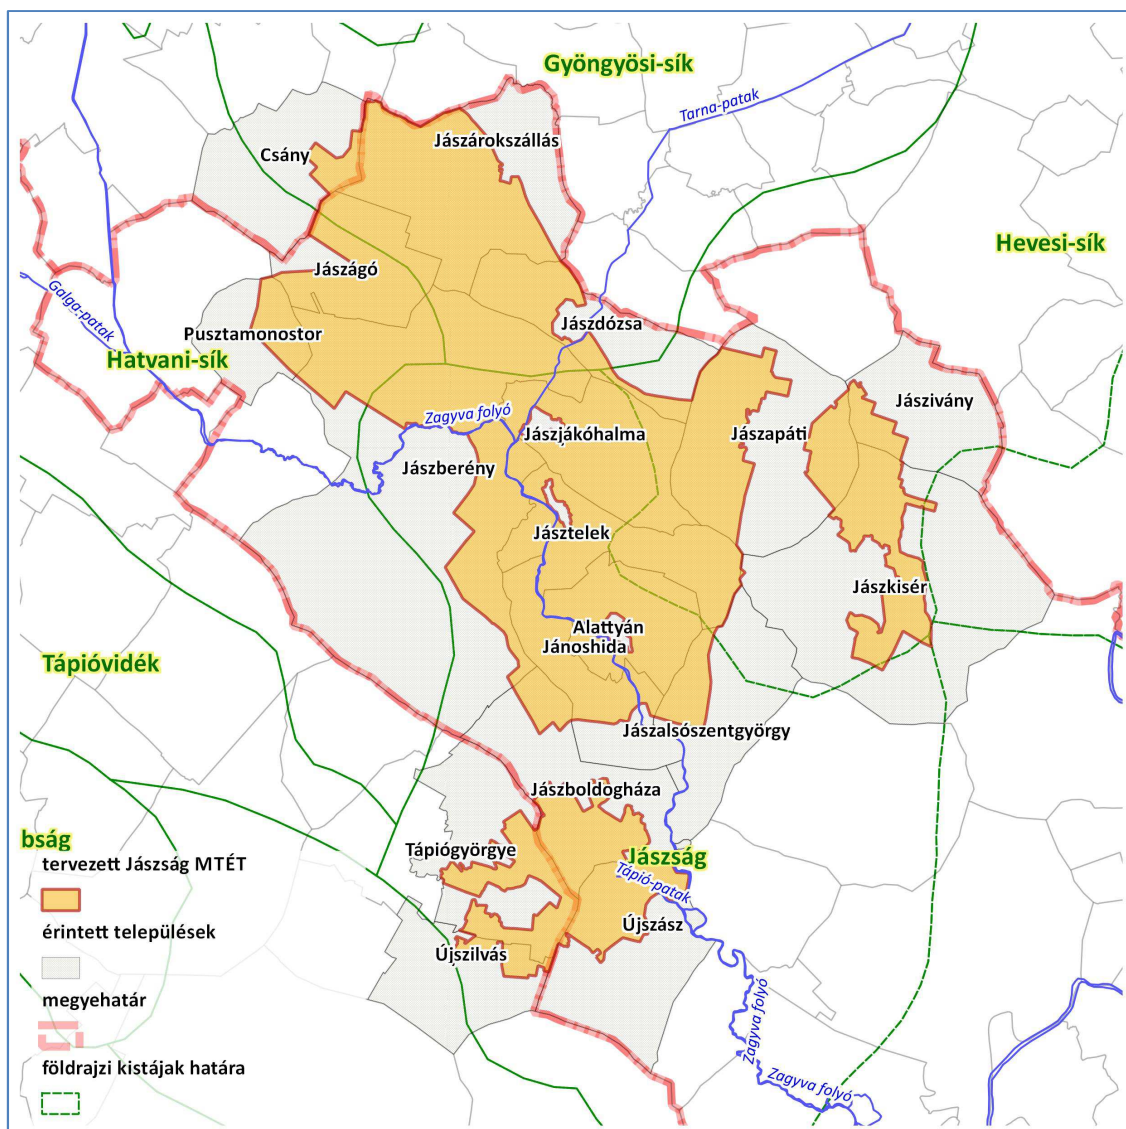 Gyöngyösi-sík
Tarna-patak
Jászárokszállás
Csány
Hevesi-sík
Jászágó
Galga-patak
Jászdózsa
Pusztamonostor
Hatvani-sík
Jászivány
Zagyva folyó
Jászjákóhalma
Jászapáti
Jászberény
Jásztelek
Jászkisér
Alattyán
Jánoshida
Tápióvidék
Jászalsószentgyörgy
Jászboldogháza
bság
Tápiógyörgye
Jászság
tervezett Jászság MTÉT
Tápió-patak
Újszász
érintett települések
Újszilvás
megyehatár
Zagyva folyó
földrajzi kistájak határa
Zagyva folyó